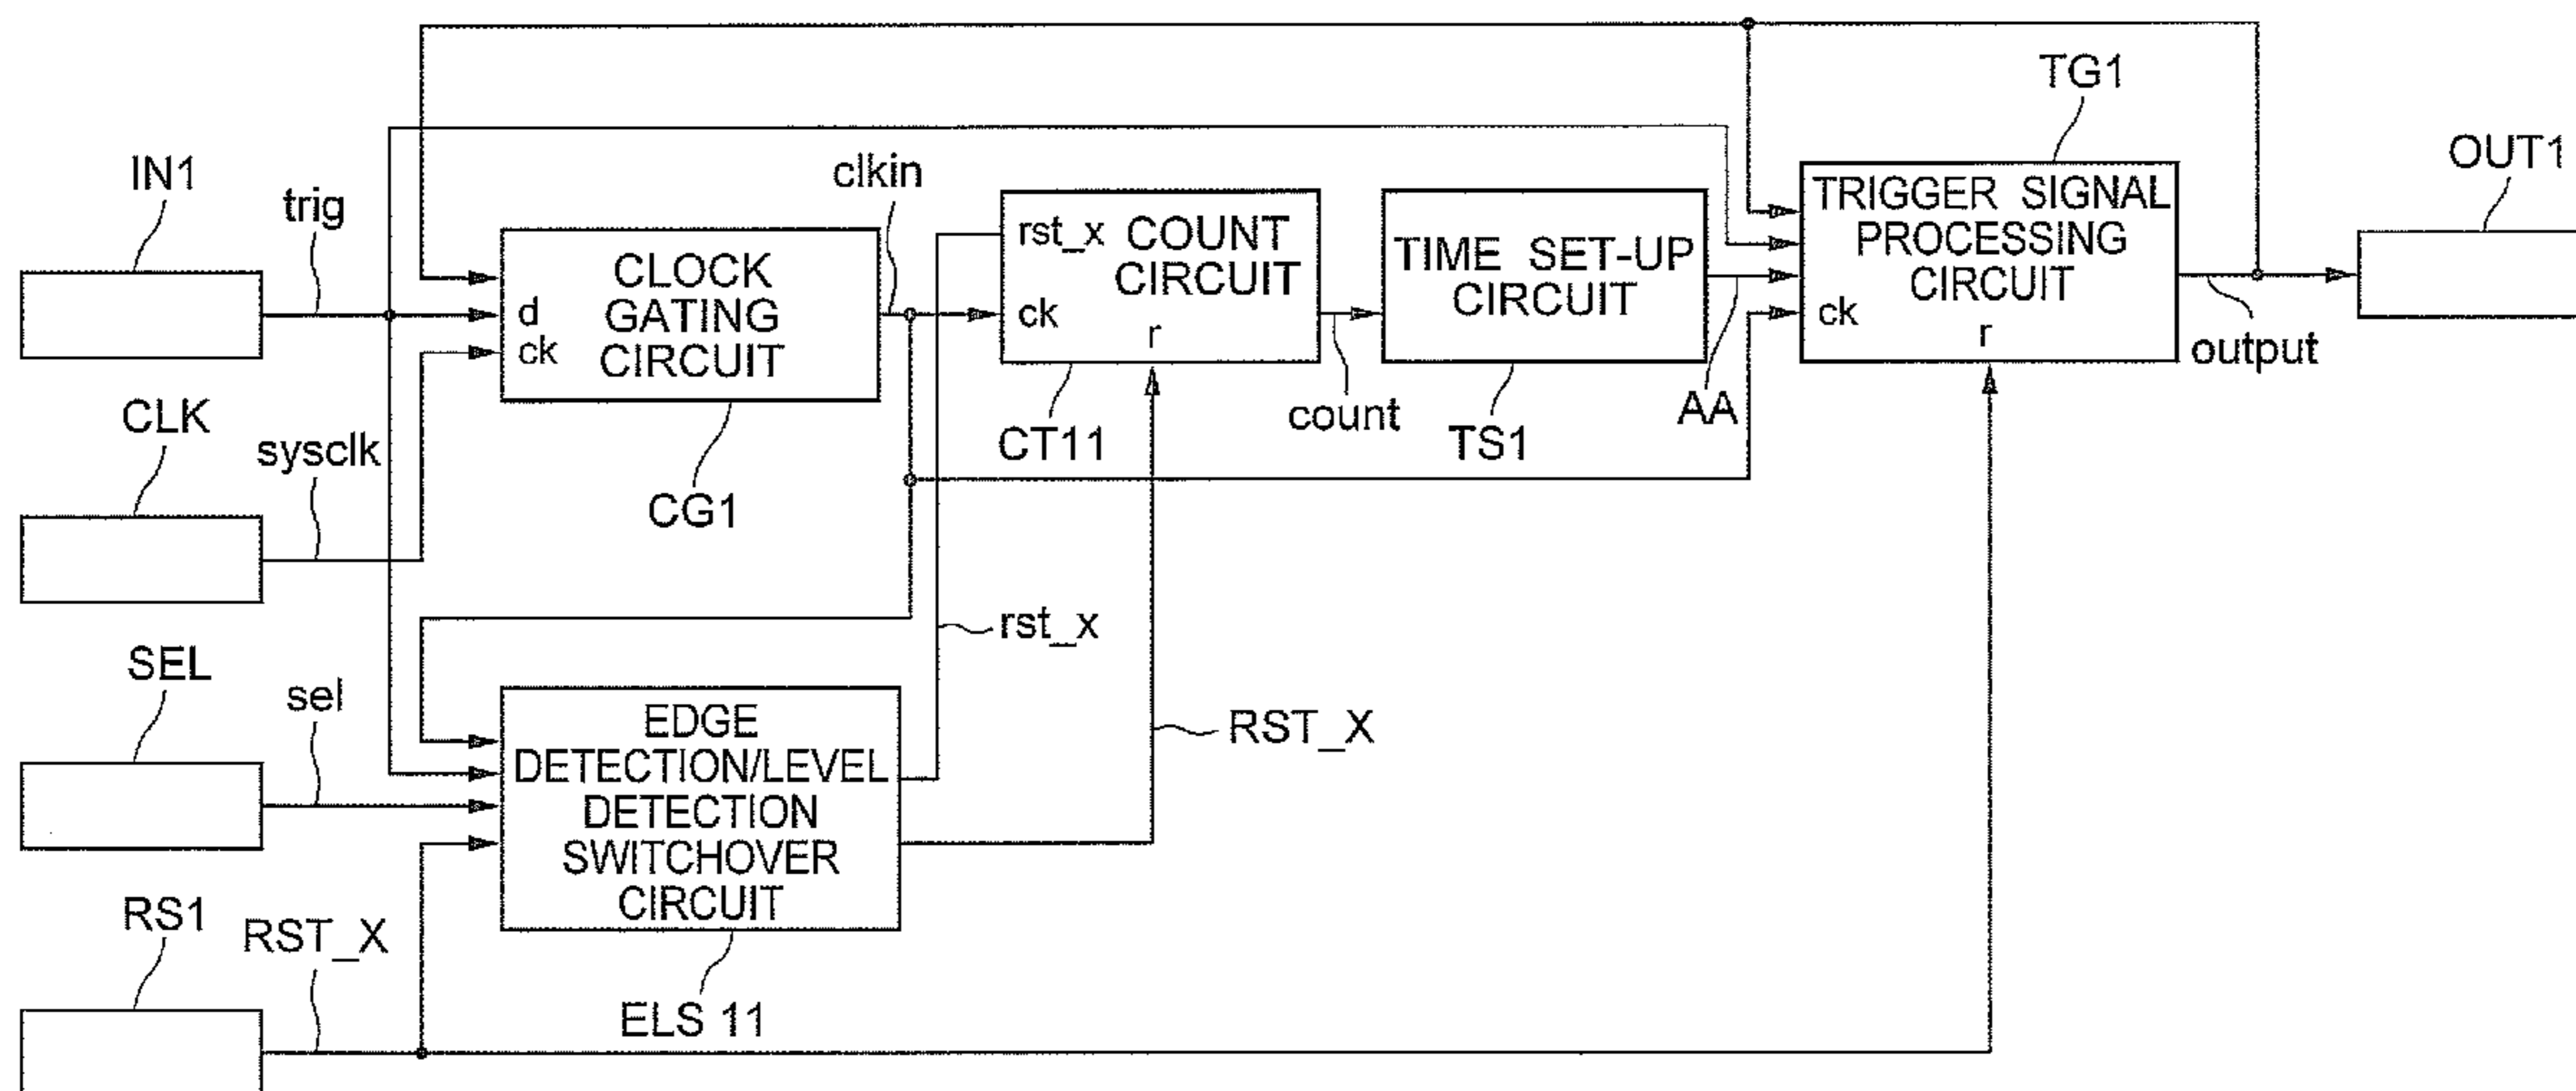 TG1
IN1
OUT1
trig
clkin
CLOCK
GATING
CIRCUIT
d
ck
rst_x
COUNT
CIRCUIT
ck
r
TIME SET-UP
CIRCUIT
TRIGGER SIGNAL
PROCESSING
CIRCUIT
ck
r
output
CLK
sysclk
CG1
CT11
count
TS1
AA
SEL
sel
rst_x
RST_X
EDGE
DETECTION/LEVEL
DETECTION
SWITCHOVER
CIRCUIT
RS1
RST_X
ELS 11